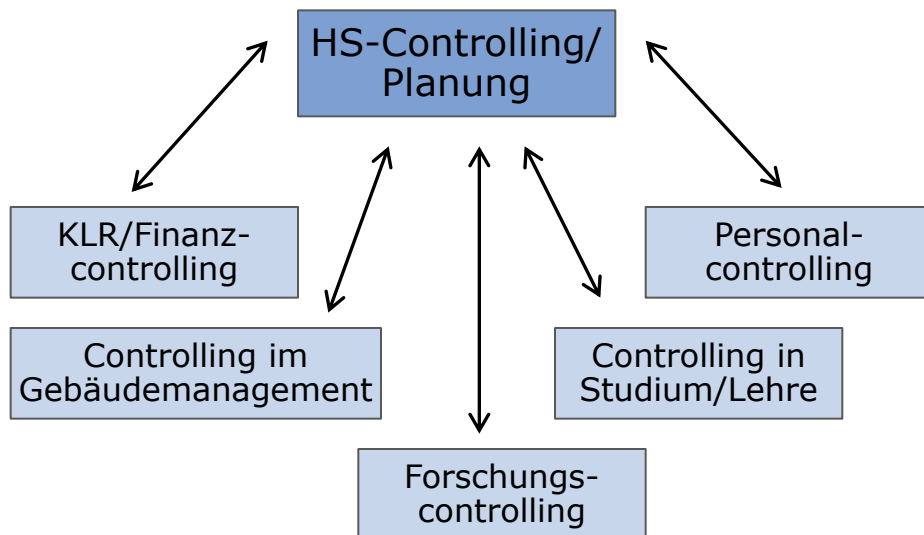 HS-Controlling/
Planung
KLR/Finanz-
controlling
Personal-
controlling
Controlling im
Gebäudemanagement
Controlling in
Studium/Lehre
Forschungs-
controlling